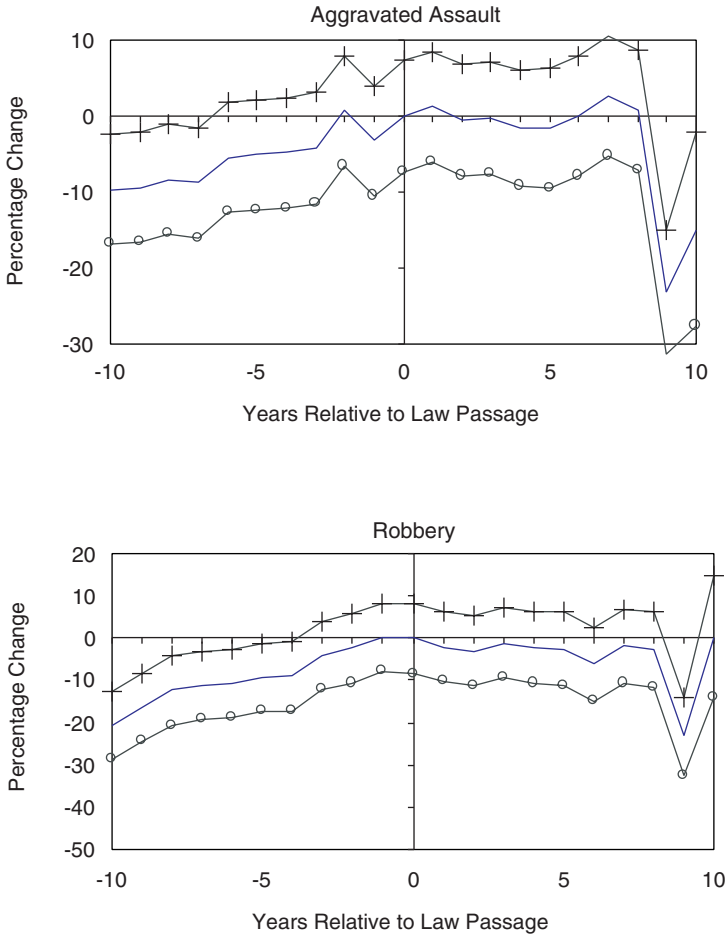 Aggravated Assault
10
0
-10
-20
-30
Percentage Change
-10 -5 0 5 10
Years Relative to Law Passage
Robbery
20
10
0
-10
-20
-30
-40
-50
Percentage Change
-10 -5 0 5 10
Years Relative to Law Passage